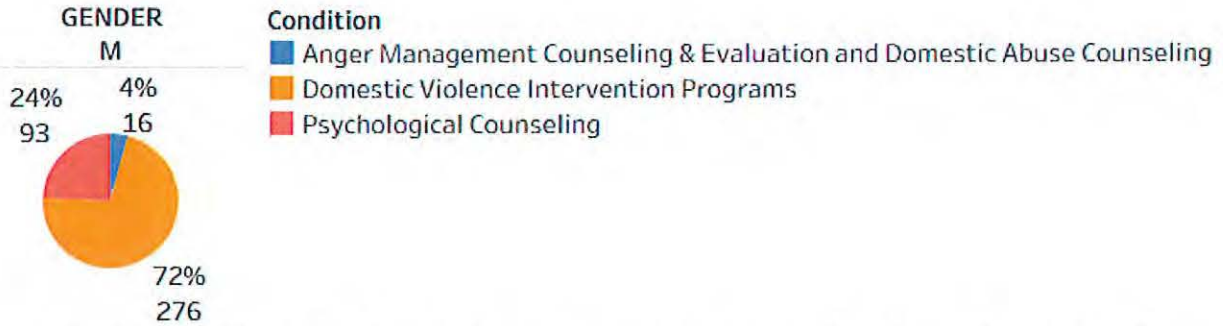 GENDER
M
24%
93
4%
16
72%
276
Condition
Anger Management Counseling & Evaluation and Domestic Abuse Counseling
Domestic Violence Intervention Programs
Psychological Counseling